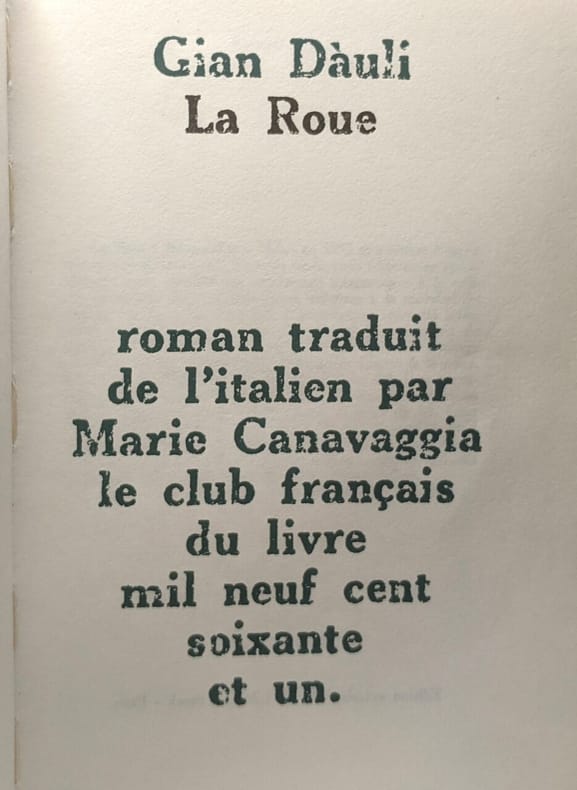 Gian Dàuli
La Roue
roman traduit
de l'italien par
Marie Canavaggia
le club français
du livre
mil neuf cent
soixante
et un.